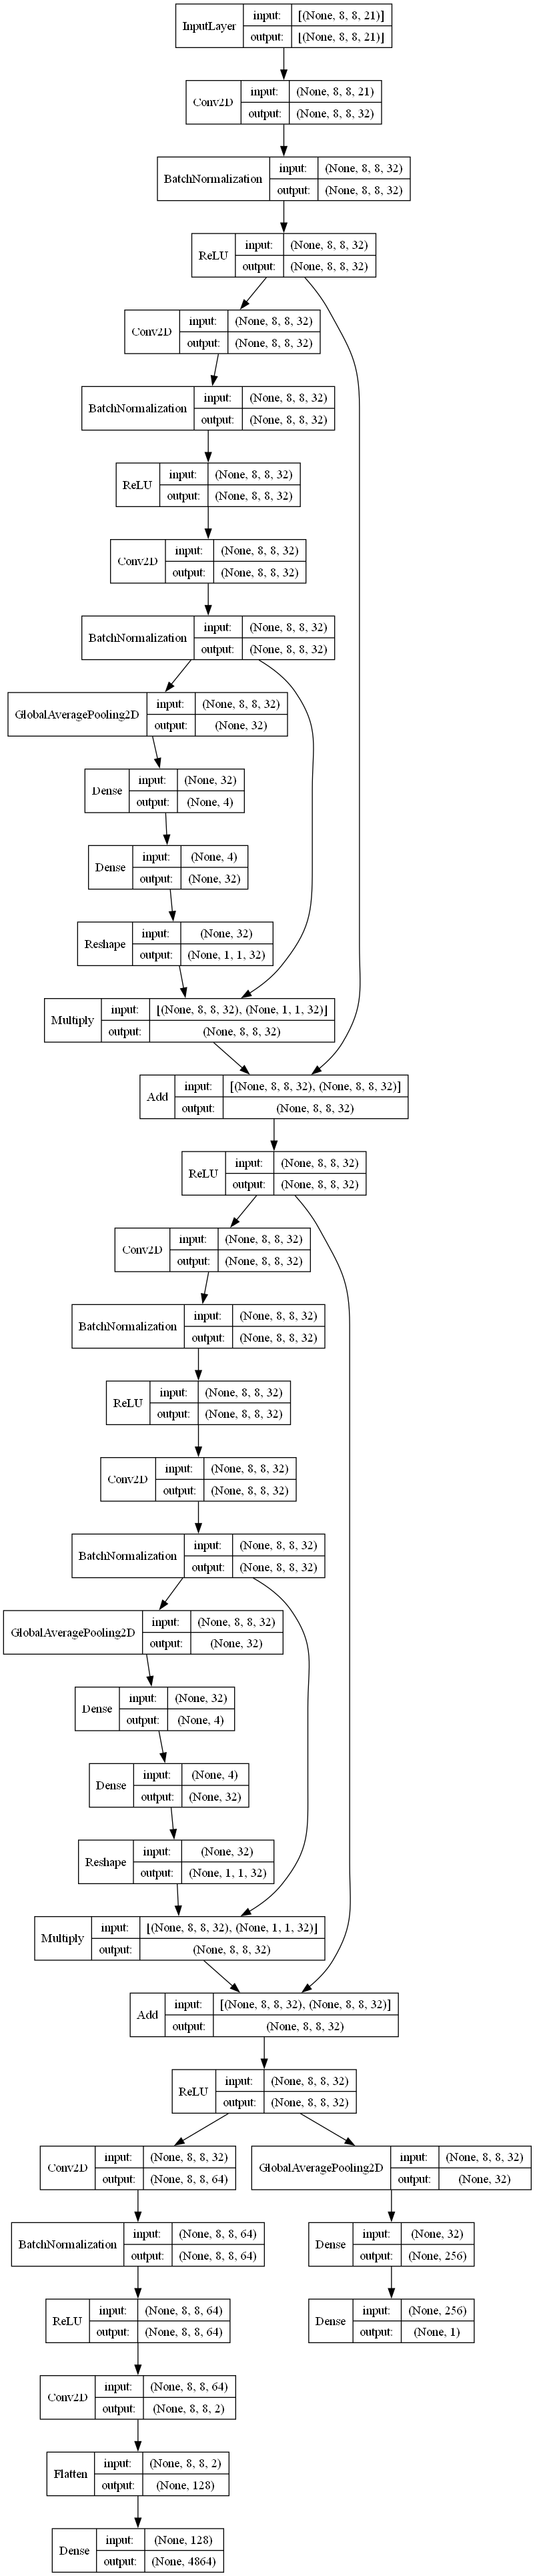 InputLayer
input: [(None, 8, 8, 21)]
output: [(None, 8, 8, 21)]
Conv2D
input: (None, 8, 8, 21)
output: (None, 8, 8, 32)
BatchNormalization
input: (None, 8, 8, 32)
output: (None, 8, 8, 32)
ReLU
input: (None, 8, 8, 32)
output: (None, 8, 8, 32)
Conv2D
input: (None, 8, 8, 32)
output: (None, 8, 8, 32)
BatchNormalization
input: (None, 8, 8, 32)
output: (None, 8, 8, 32)
ReLU
input: (None, 8, 8, 32)
output: (None, 8, 8, 32)
Conv2D
input: (None, 8, 8, 32)
output: (None, 8, 8, 32)
BatchNormalization
input: (None, 8, 8, 32)
output: (None, 8, 8, 32)
GlobalAveragePooling2D
input: (None, 8, 8, 32)
output: (None, 32)
Dense
input: (None, 32)
output: (None, 4)
Dense
input: (None, 4)
output: (None, 32)
Reshape
input: (None, 32)
output: (None, 1, 1, 32)
Multiply
input: [(None, 8, 8, 32), (None, 1, 1, 32)]
output: (None, 8, 8, 32)
Add
input: [(None, 8, 8, 32), (None, 8, 8, 32)]
output: (None, 8, 8, 32)
ReLU
input: (None, 8, 8, 32)
output: (None, 8, 8, 32)
Conv2D
input: (None, 8, 8, 32)
output: (None, 8, 8, 32)
BatchNormalization
input: (None, 8, 8, 32)
output: (None, 8, 8, 32)
ReLU
input: (None, 8, 8, 32)
output: (None, 8, 8, 32)
Conv2D
input: (None, 8, 8, 32)
output: (None, 8, 8, 32)
BatchNormalization
input: (None, 8, 8, 32)
output: (None, 8, 8, 32)
GlobalAveragePooling2D
input: (None, 8, 8, 32)
output: (None, 32)
Dense
input: (None, 32)
output: (None, 4)
Dense
input: (None, 4)
output: (None, 32)
Reshape
input: (None, 32)
output: (None, 1, 1, 32)
Multiply
input: [(None, 8, 8, 32), (None, 1, 1, 32)]
output: (None, 8, 8, 32)
Add
input: [(None, 8, 8, 32), (None, 8, 8, 32)]
output: (None, 8, 8, 32)
ReLU
input: (None, 8, 8, 32)
output: (None, 8, 8, 32)
Conv2D
input: (None, 8, 8, 32)
output: (None, 8, 8, 64)
GlobalAveragePooling2D
input: (None, 8, 8, 32)
output: (None, 32)
BatchNormalization
input: (None, 8, 8, 64)
output: (None, 8, 8, 64)
Dense
input: (None, 32)
output: (None, 256)
ReLU
input: (None, 8, 8, 64)
output: (None, 8, 8, 64)
Dense
input: (None, 256)
output: (None, 1)
Conv2D
input: (None, 8, 8, 64)
output: (None, 8, 8, 2)
Flatten
input: (None, 8, 8, 2)
output: (None, 128)
Dense
input: (None, 128)
output: (None, 4864)